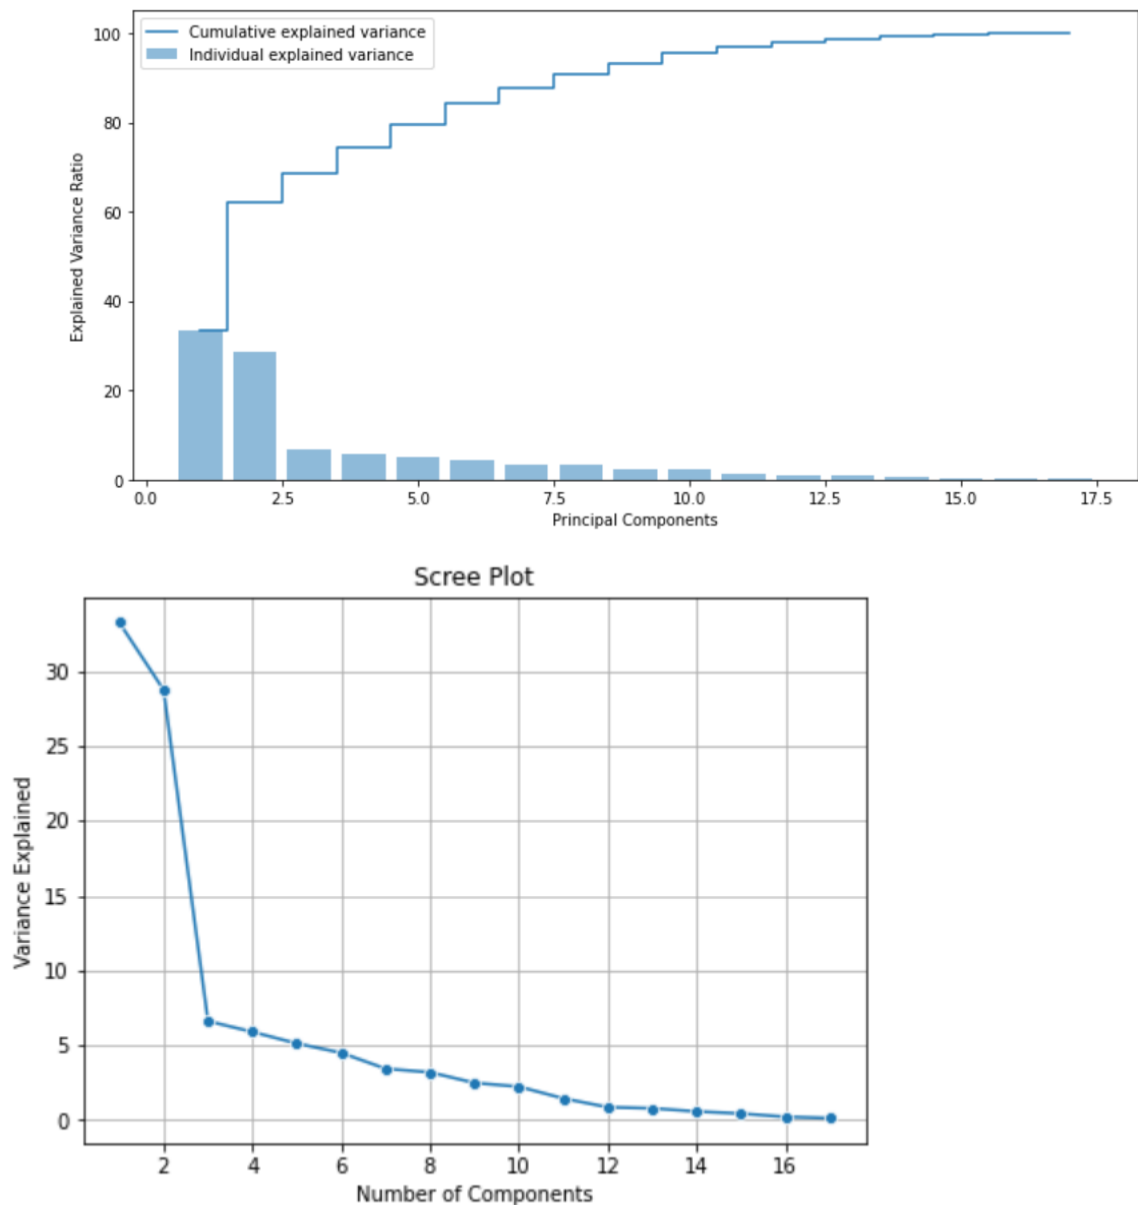 Cumulative explained variance
Individual explained variance
100
80
60
40
20
0
Explained Variance Ratio
0.0 2.5 5.0 7.5 10.0 12.5 15.0 17.5
Principal Components
Scree Plot
30
25
20
15
10
5
0
Variance Explained
2 4 6 8 10 12 14 16
Number of Components